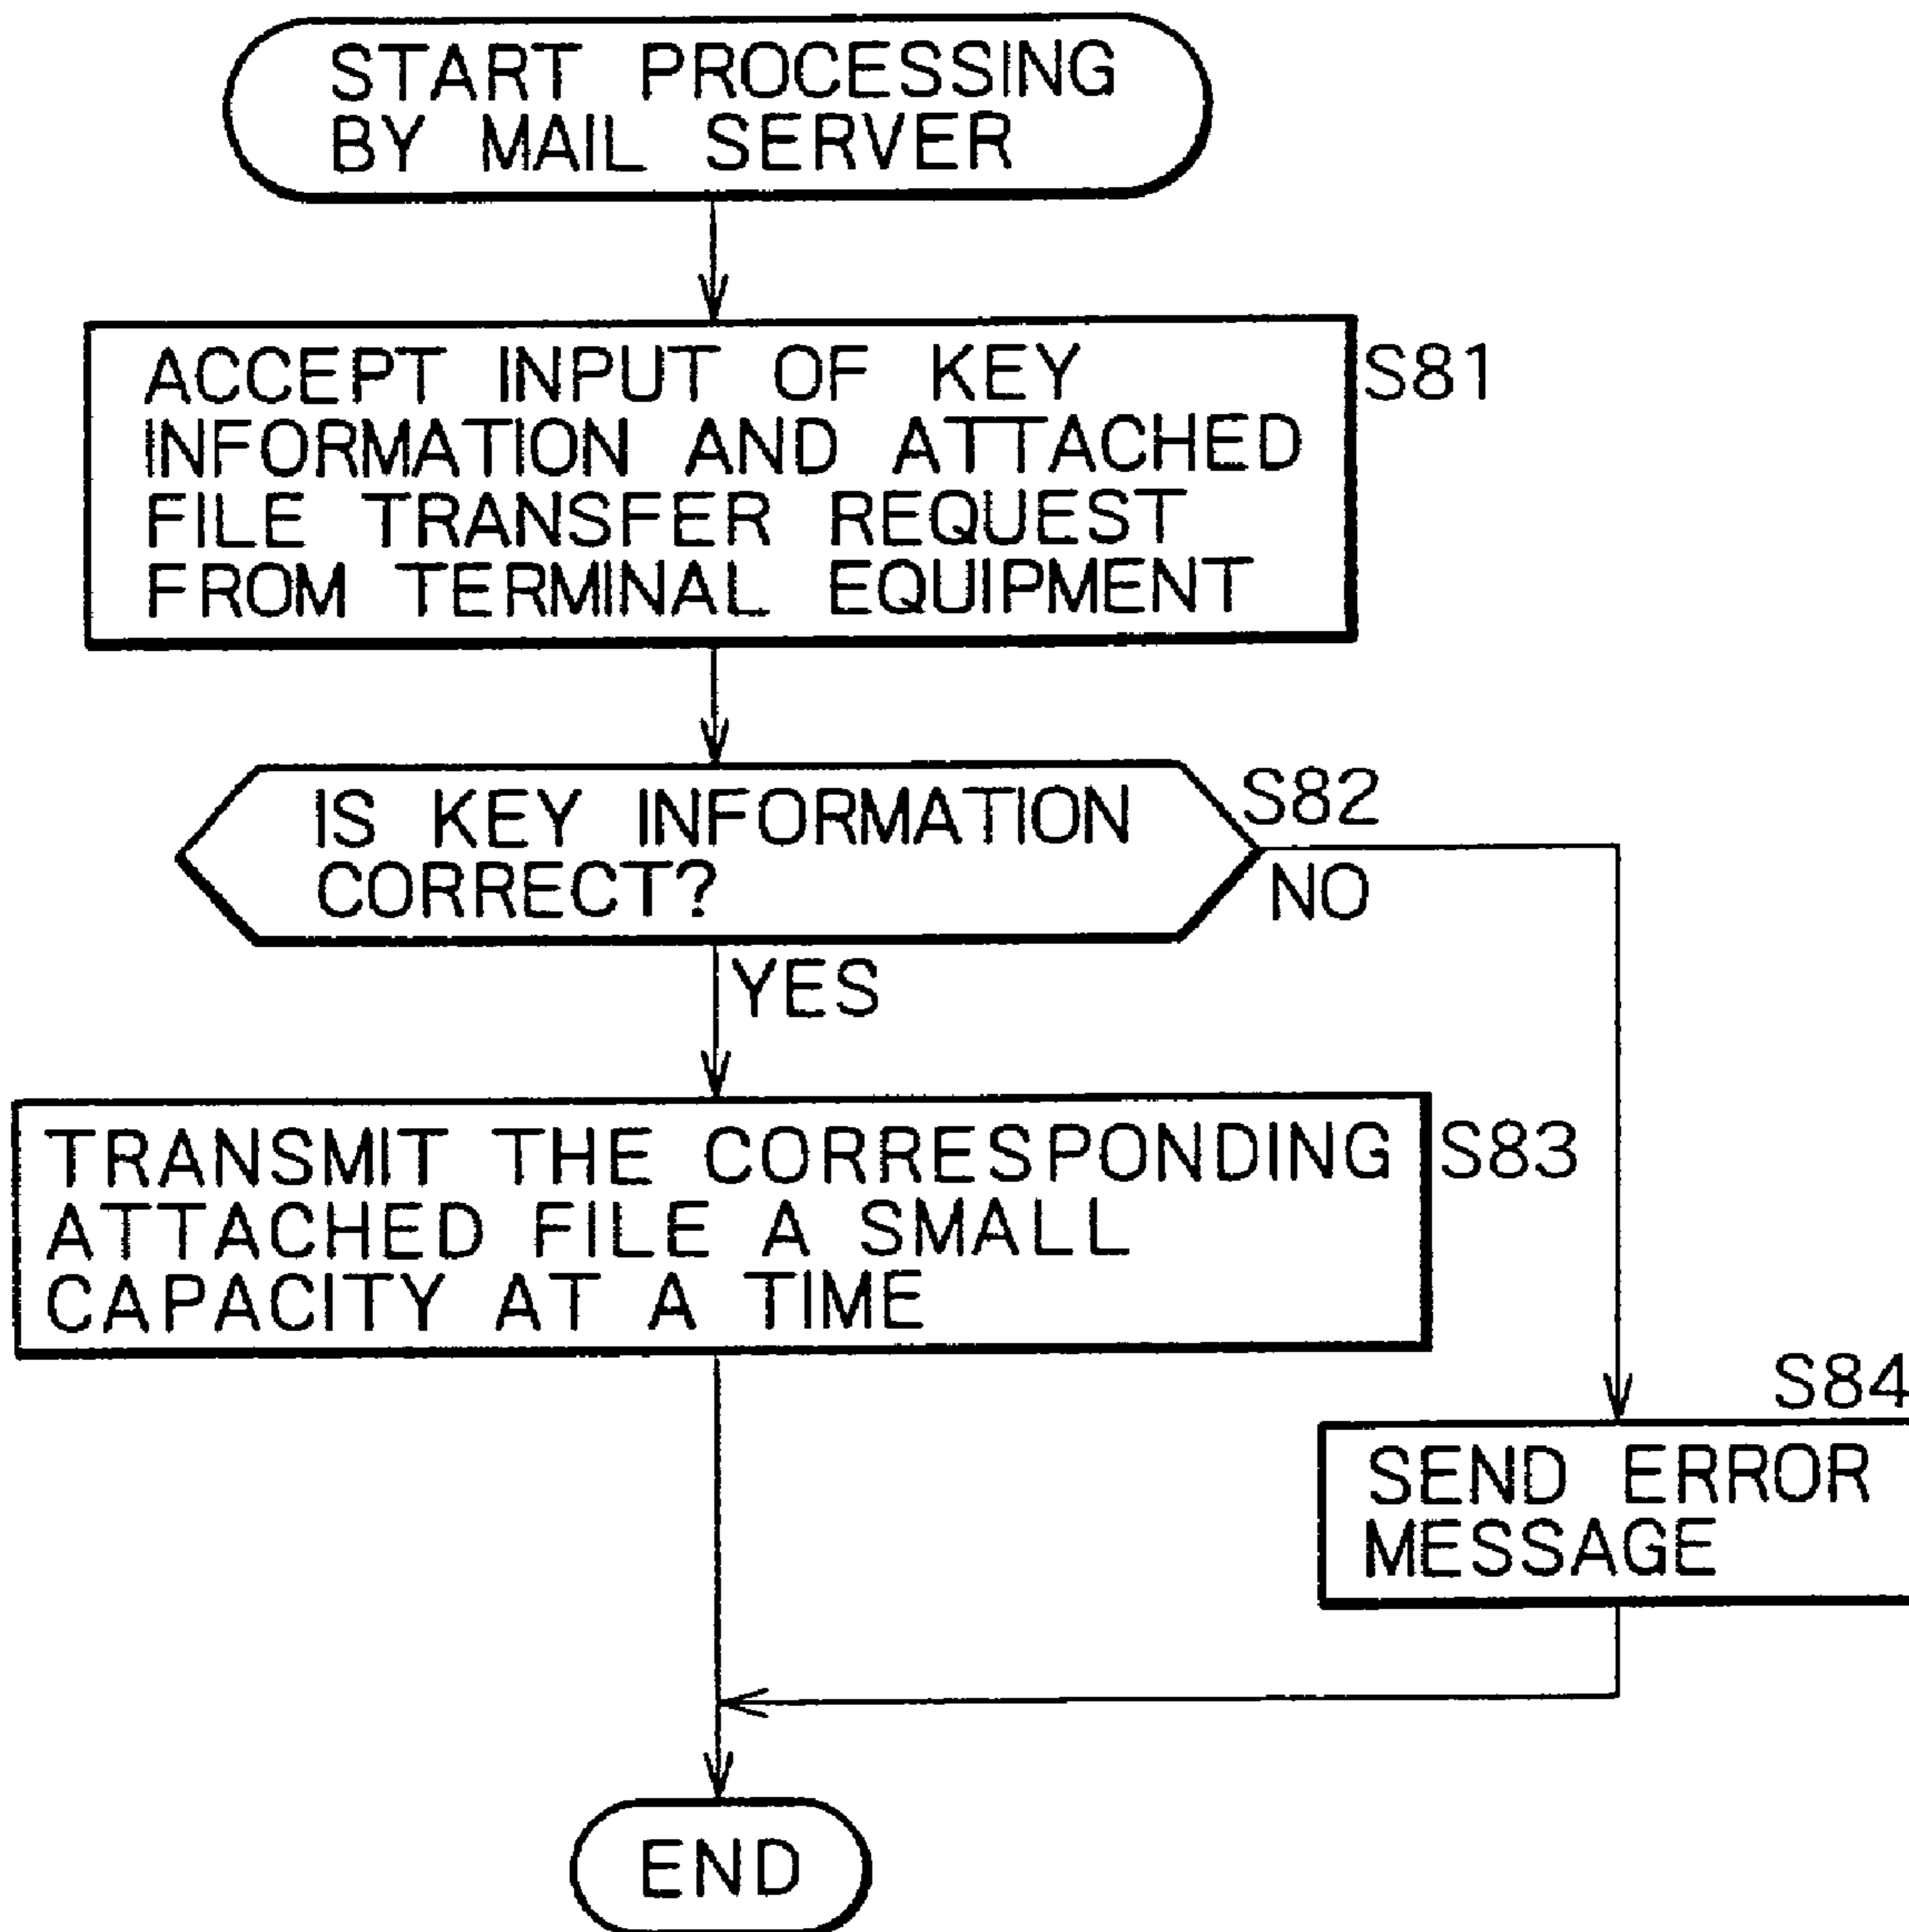 START PROCESSING
BY MAIL SERVER
ACCEPT INPUT OF KEY
INFORMATION AND ATTACHED
FILE TRANSFER REQUEST
FROM TERMINAL EQUIPMENT
S81
IS KEY INFORMATION
CORRECT?
S82
NO
YES
TRANSMIT THE CORRESPONDING
ATTACHED FILE A SMALL
CAPACITY AT A TIME
S83
S84
SEND ERROR
MESSAGE
END